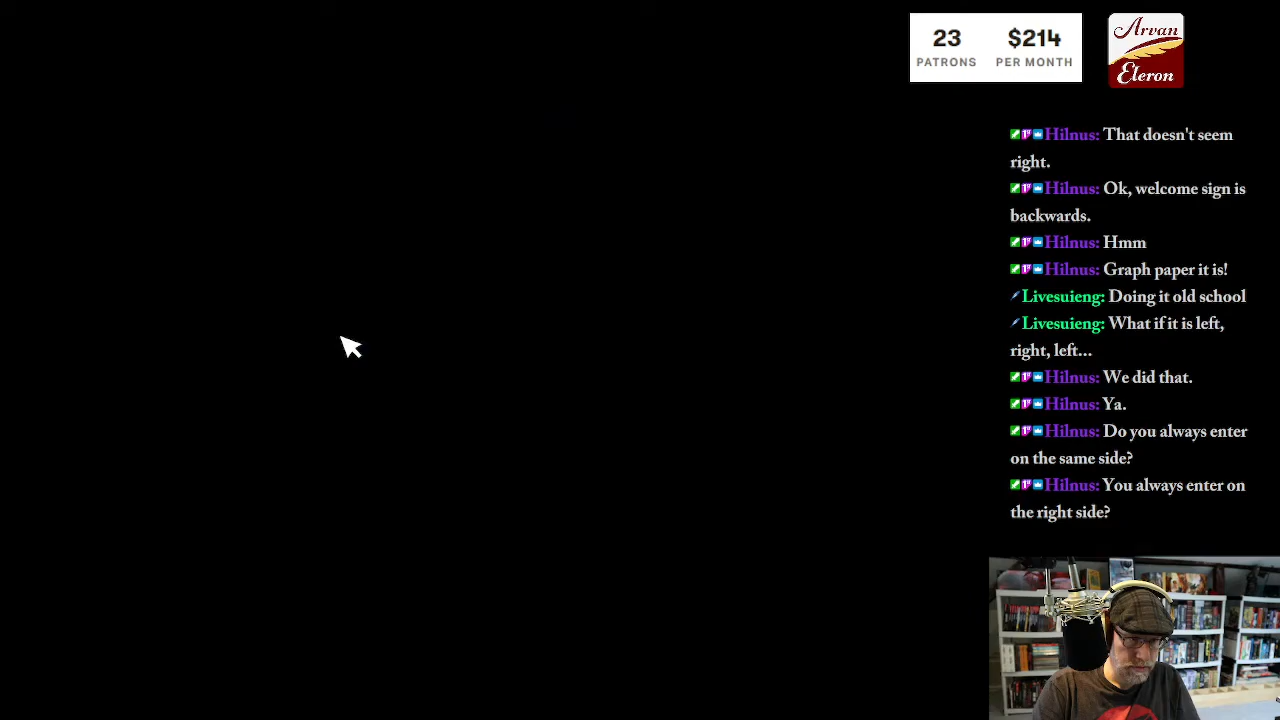 23 $214
PATRONS PER MONTH
Arvan
Eleron
Hilnus: That doesn't seem
right.
Hilnus: Ok, welcome sign is
backwards.
Hilnus: Hmm
Hilnus: Graph paper it is!
Livesuieng: Doing it old school
Livesuieng: What if it is left,
right, left...
Hilnus: We did that.
Hilnus: Ya.
Hilnus: Do you always enter
on the same side?
Hilnus: You always enter on
the right side?